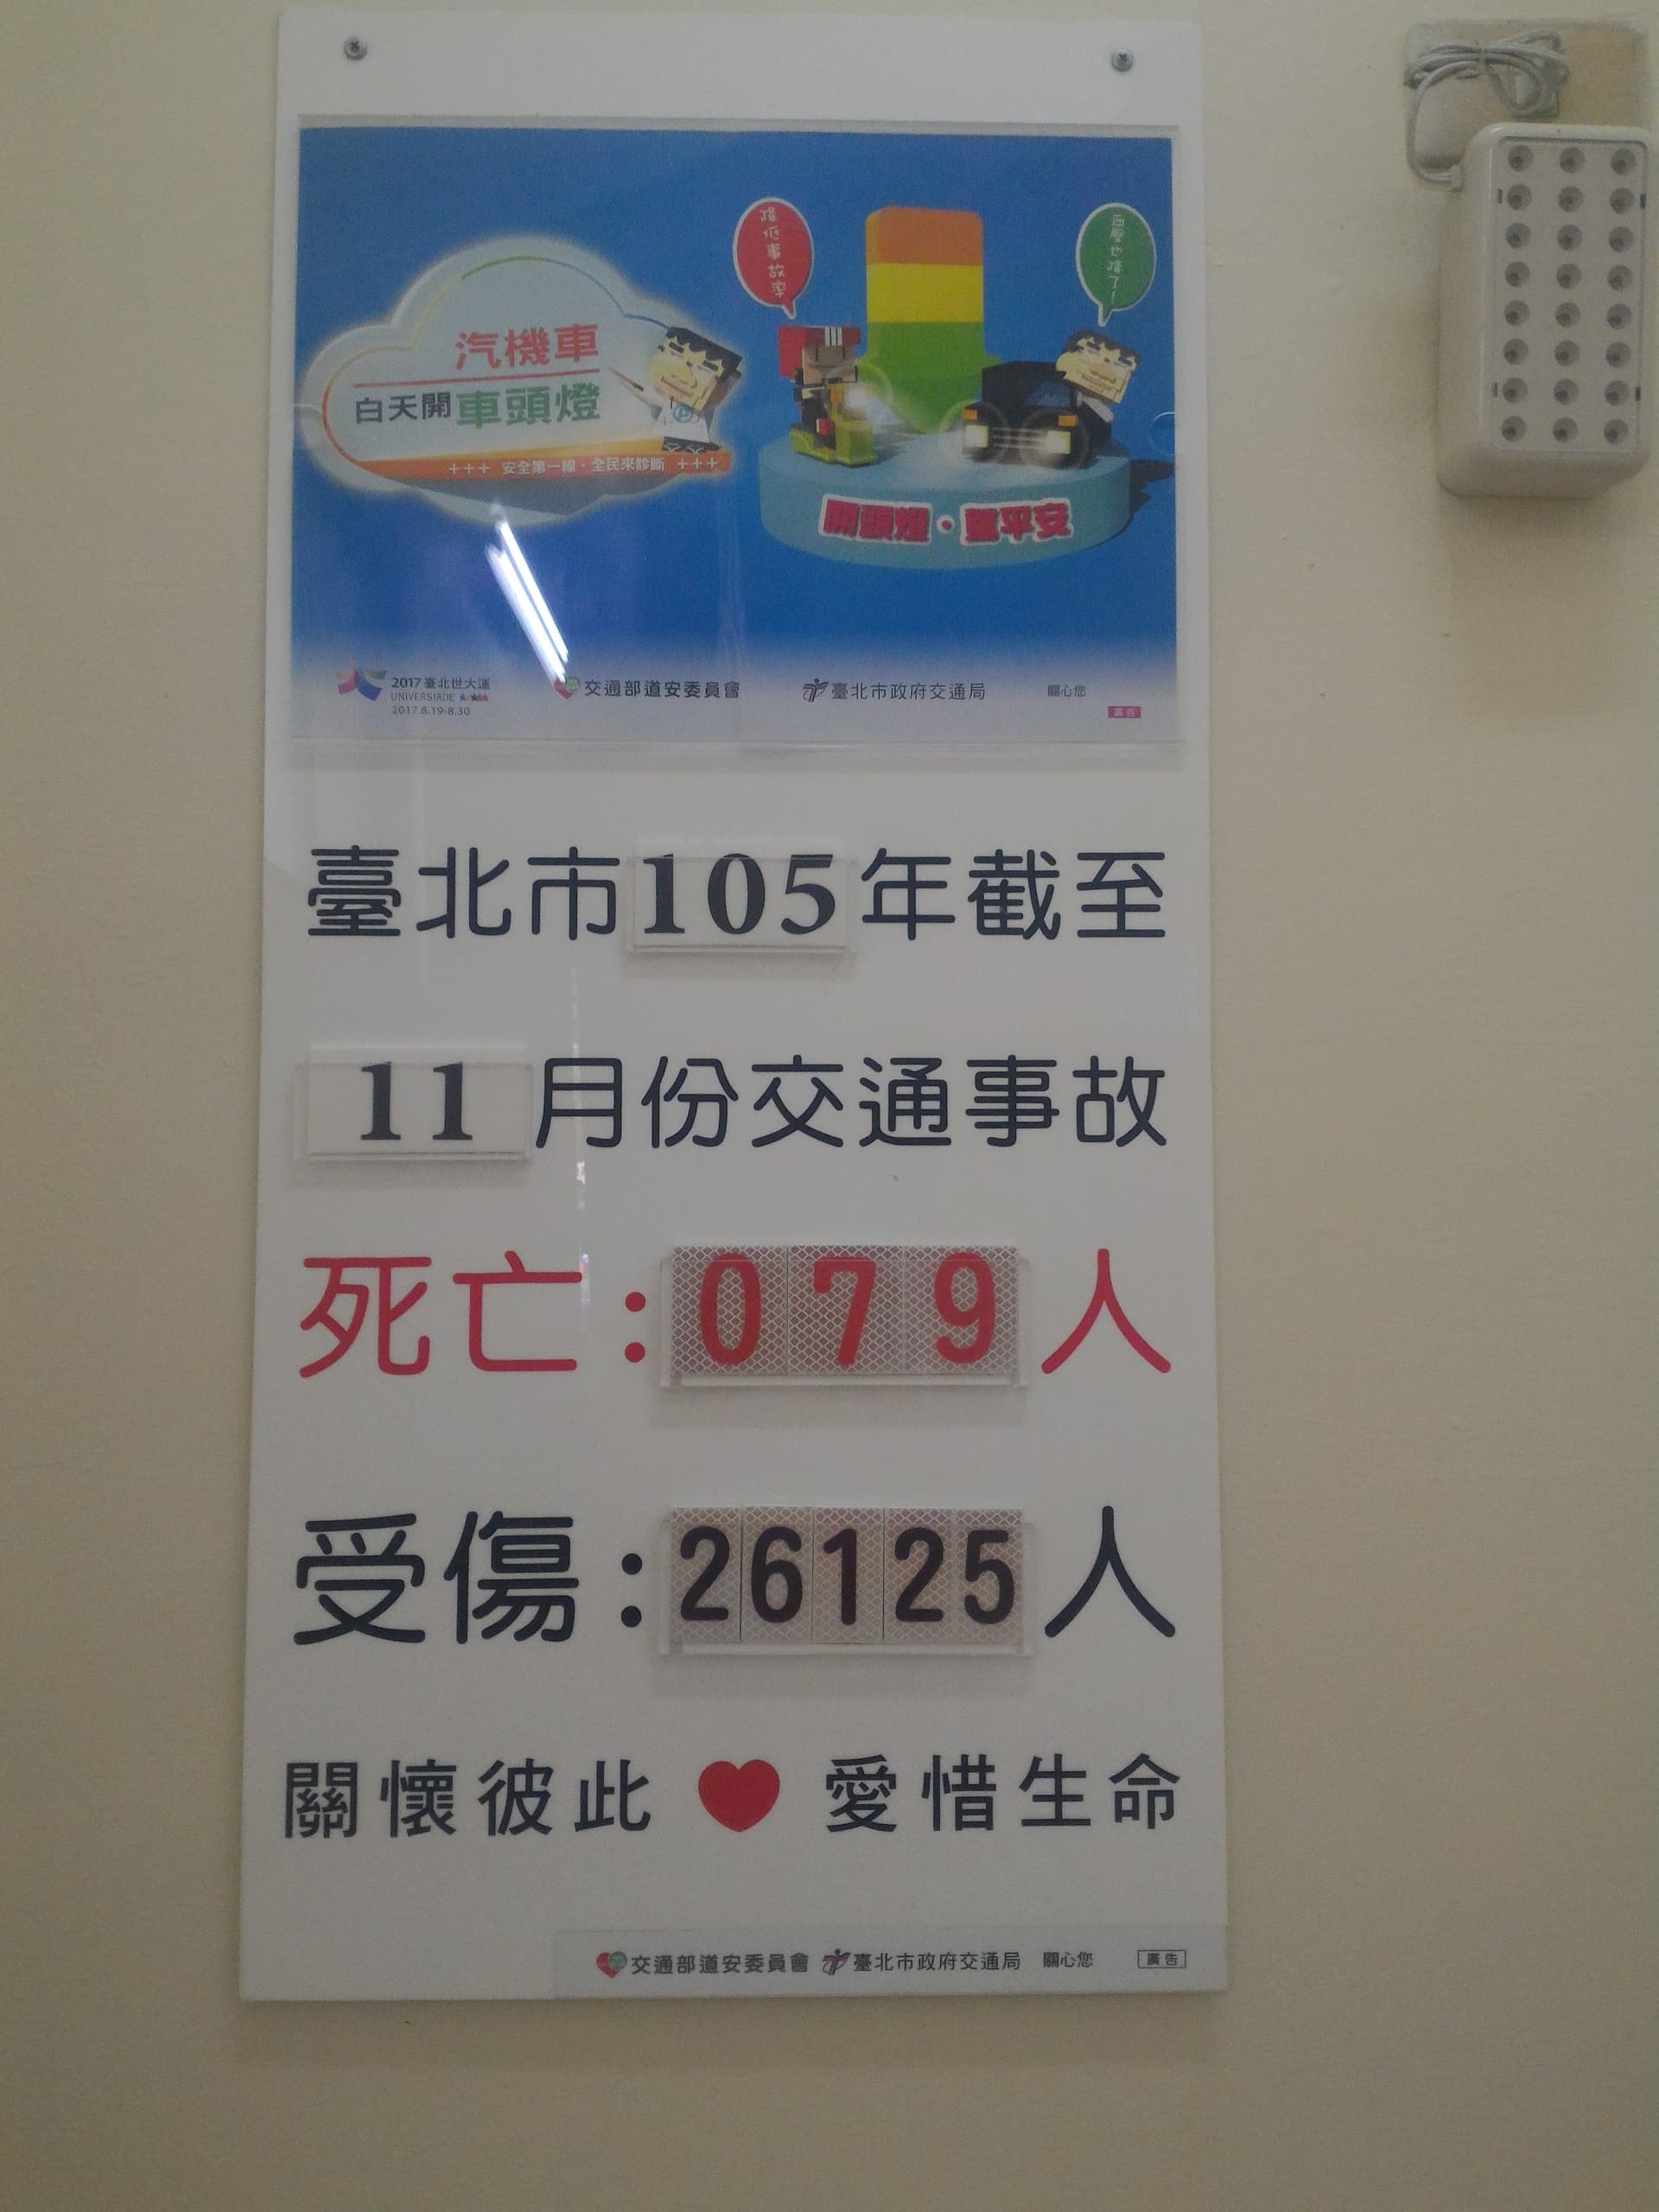 汽機車
白天開車頭燈
+++ 安全第一線‧全民來診斷 +++
降低事故率
血壓也降了!
開頭燈‧駕平安
2017臺北世大運
UNIVERSIADE
2017.8.19-8.30
交通部道安委員會
臺北市政府交通局
關心您
廣告
臺北市105年截至
11月份交通事故
死亡:079人
受傷:26125人
關懷彼此 愛惜生命
交通部道安委員會 臺北市政府交通局 關心您 廣告